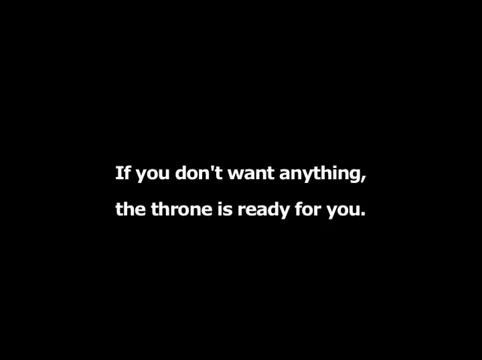 If you don't want anything,
the throne is ready for you.